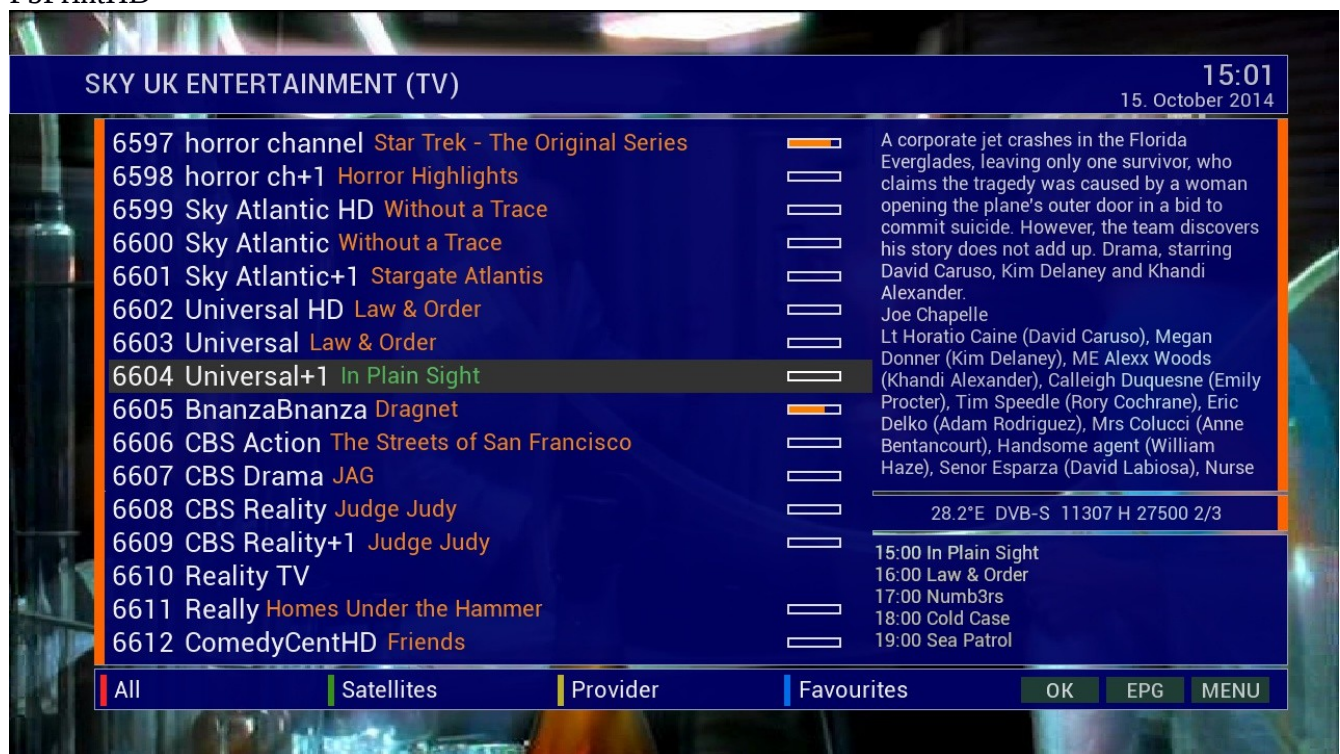 SKY UK ENTERTAINMENT (TV)
15:01
15. October 2014
6597 horror channel Star Trek - The Original Series
6598 horror ch+1 Horror Highlights
6599 Sky Atlantic HD Without a Trace
6600 Sky Atlantic Without a Trace
6601 Sky Atlantic+1 Stargate Atlantis
6602 Universal HD Law & Order
6603 Universal Law & Order
6604 Universal+1 In Plain Sight
6605 BnanzaBnanza Dragnet
6606 CBS Action The Streets of San Francisco
6607 CBS Drama JAG
6608 CBS Reality Judge Judy
6609 CBS Reality+1 Judge Judy
6610 Reality TV
6611 Really Homes Under the Hammer
6612 ComedyCentHD Friends
A corporate jet crashes in the Florida
Everglades, leaving only one survivor, who
claims the tragedy was caused by a woman
opening the plane's outer door in a bid to
commit suicide. However, the team discovers
his story does not add up. Drama, starring
David Caruso, Kim Delaney and Khandi
Alexander.
Joe Chapelle
Lt Horatio Caine (David Caruso), Megan
Donner (Kim Delaney), ME Alexx Woods
(Khandi Alexander), Calleigh Duquesne (Emily
Procter), Tim Speedle (Rory Cochrane), Eric
Delko (Adam Rodriguez), Mrs Colucci (Anne
Bentancourt), Handsome agent (William
Haze), Senor Esparza (David Labiosa), Nurse
28.2°E DVB-S 11307 H 27500 2/3
15:00 In Plain Sight
16:00 Law & Order
17:00 Numb3rs
18:00 Cold Case
19:00 Sea Patrol
All Satellites Provider Favourites OK EPG MENU